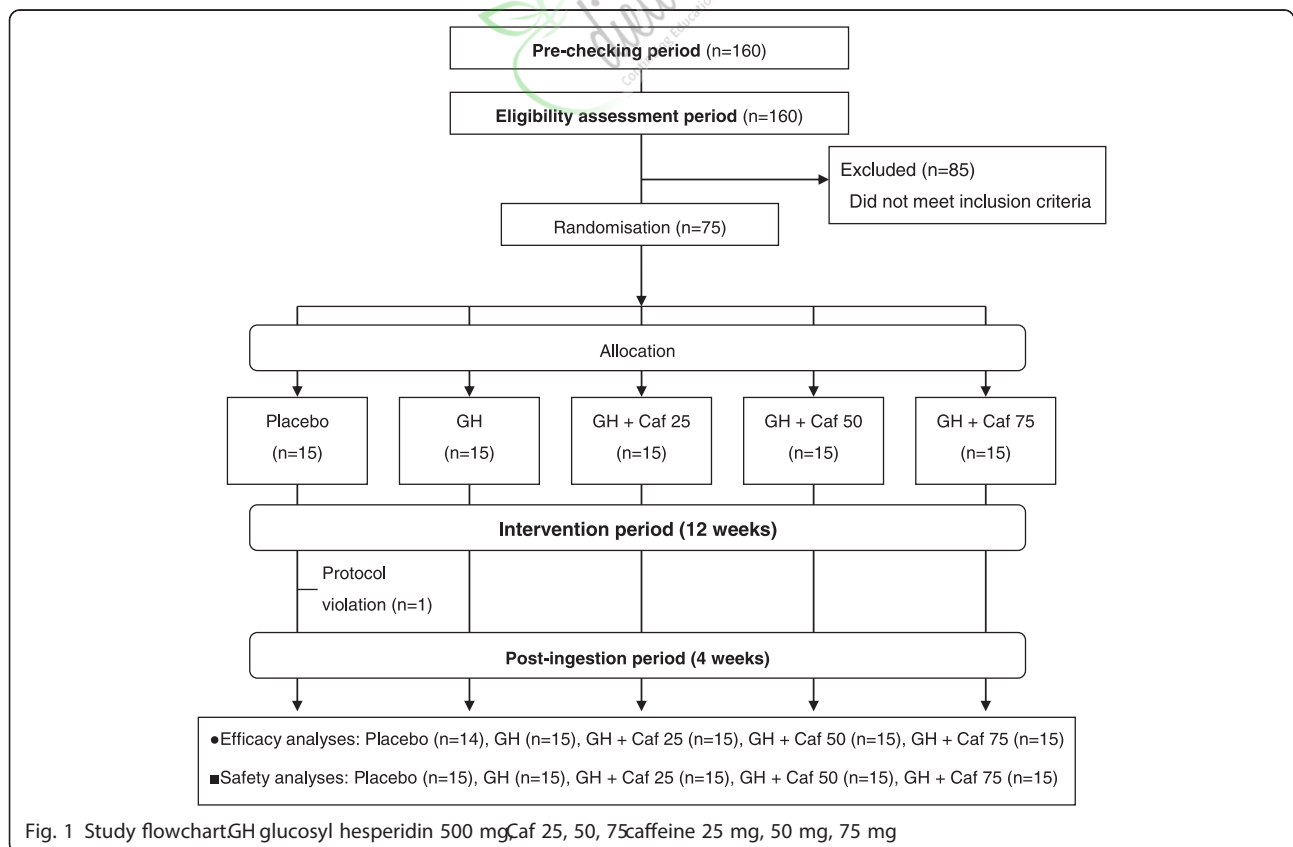 Continuing Education
Pre-checking period (n=160)
Eligibility assessment period (n=160)
Excluded (n=85)
Did not meet inclusion criteria
Randomisation (n=75)
Allocation
Placebo
(n=15)
GH
(n=15)
GH + Caf 25
(n=15)
GH + Caf 50
(n=15)
GH + Caf 75
(n=15)
Intervention period (12 weeks)
Protocol
violation (n=1)
Post-ingestion period (4 weeks)
●Efficacy analyses: Placebo (n=14), GH (n=15), GH + Caf 25 (n=15), GH + Caf 50 (n=15), GH + Caf 75 (n=15)
■Safety analyses: Placebo (n=15), GH (n=15), GH + Caf 25 (n=15), GH + Caf 50 (n=15), GH + Caf 75 (n=15)
Fig. 1 Study flowchart.GH glucosyl hesperidin 500 mg,Caf 25, 50, 75caffeine 25 mg, 50 mg, 75 mg